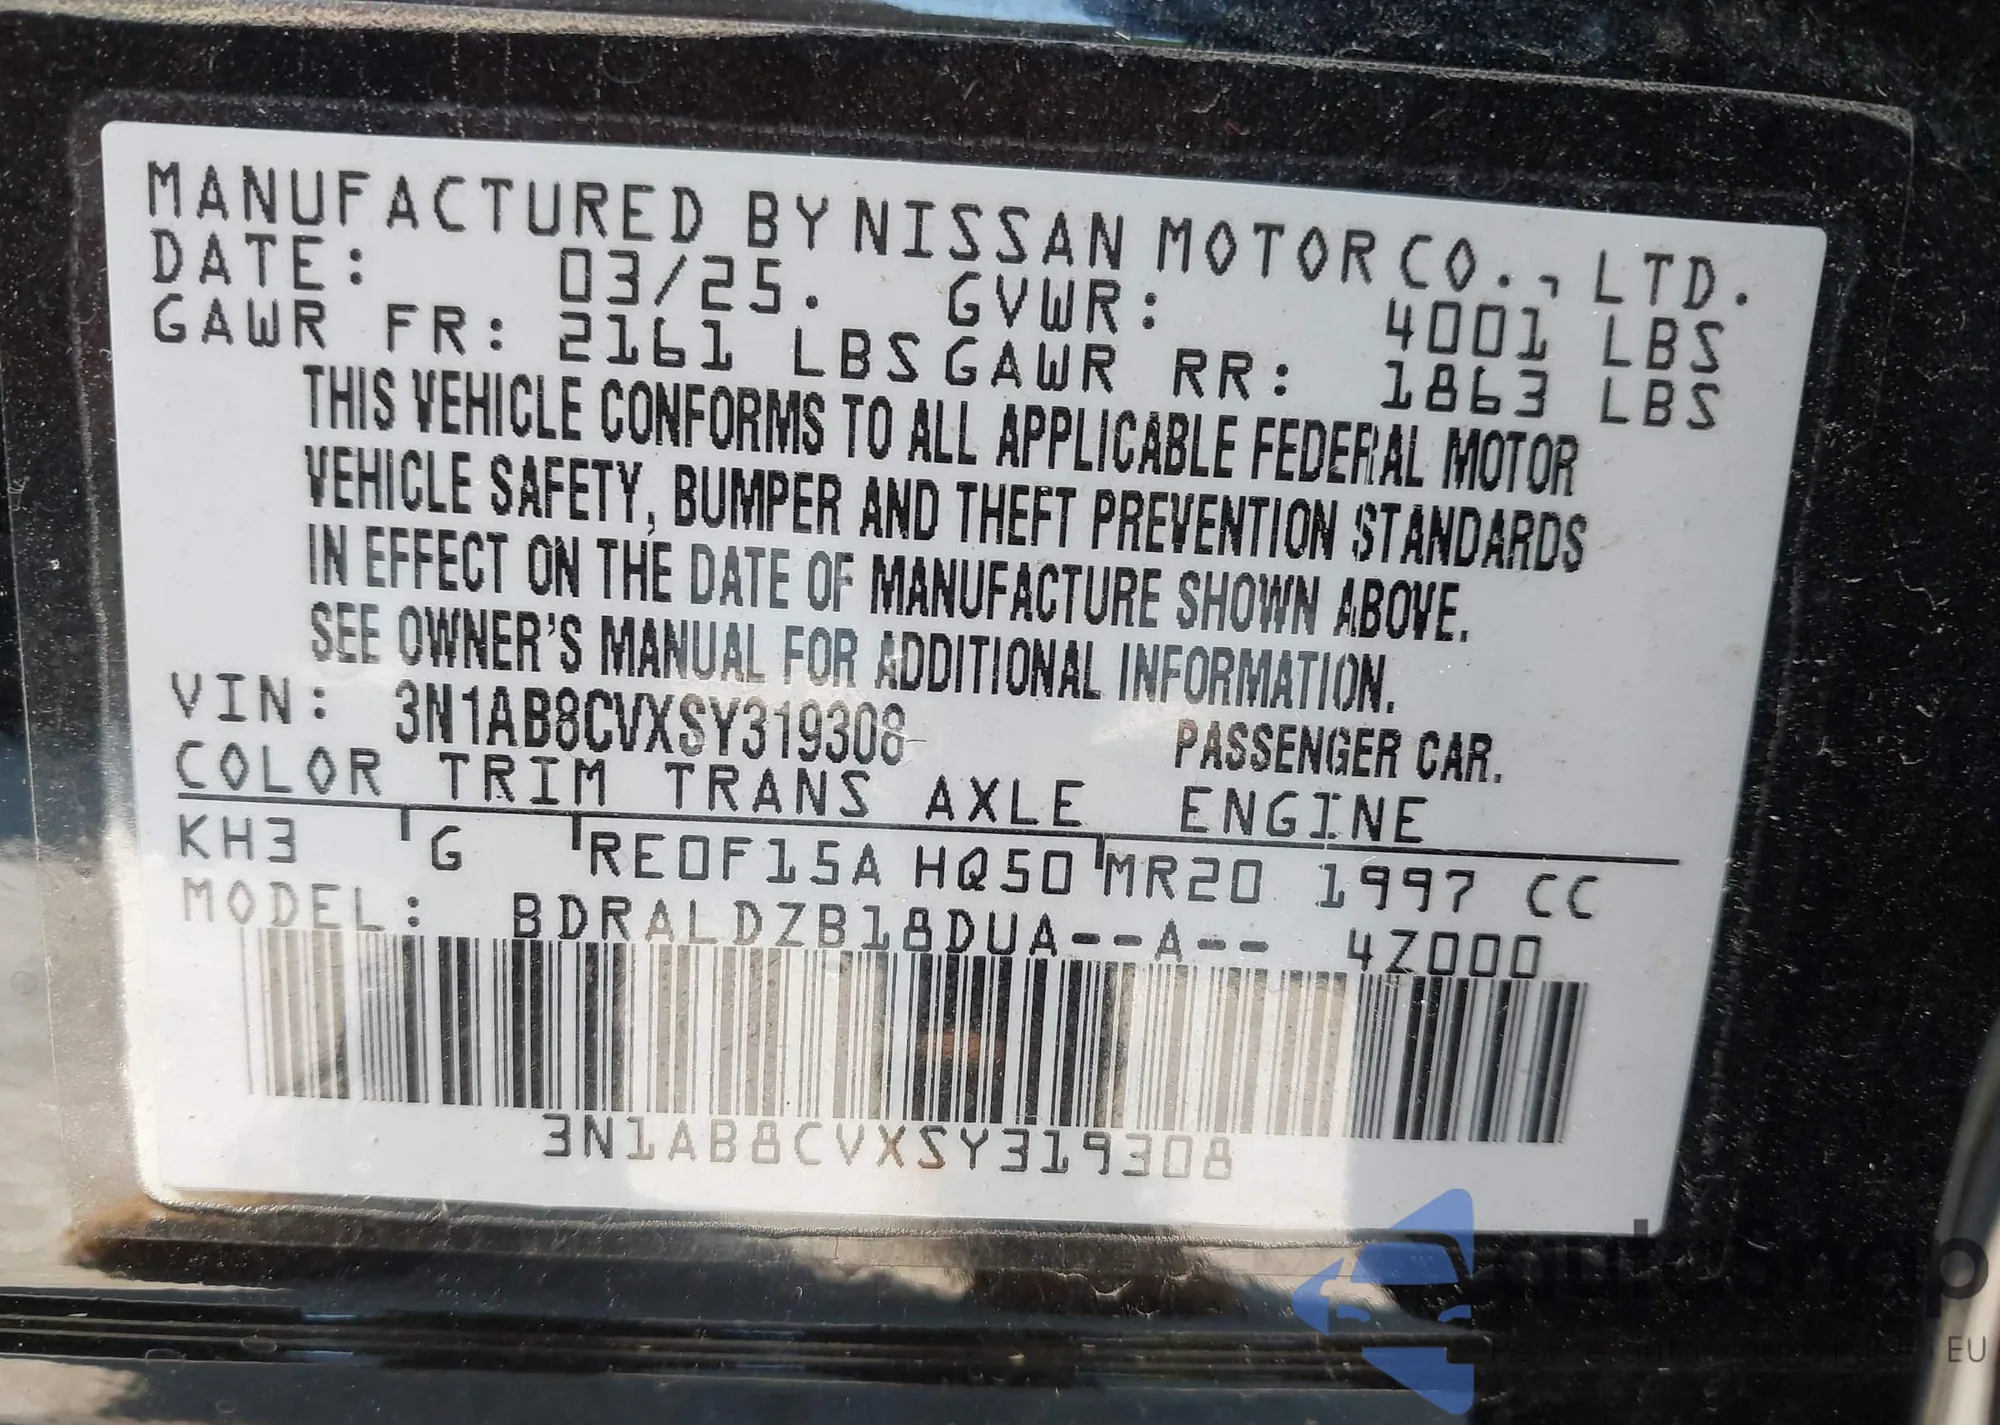 MANUFACTURED BY NISSAN MOTOR CO., LTD.
DATE: 03/25. GVWR: 4001 LBS
GAWR FR: 2161 LBS GAWR RR: 1863 LBS
THIS VEHICLE CONFORMS TO ALL APPLICABLE FEDERAL MOTOR
VEHICLE SAFETY, BUMPER AND THEFT PREVENTION STANDARDS
IN EFFECT ON THE DATE OF MANUFACTURE SHOWN ABOVE.
SEE OWNER'S MANUAL FOR ADDITIONAL INFORMATION.
VIN: 3N1AB8CVXSY319308 PASSENGER CAR.
COLOR TRIM TRANS AXLE ENGINE
KH3 G RE0F15A HQ50 MR20 1997 CC
MODEL: BDRALDZB18DUA--A-- 4Z000
3N1AB8CVXSY319308
autosnap
EU